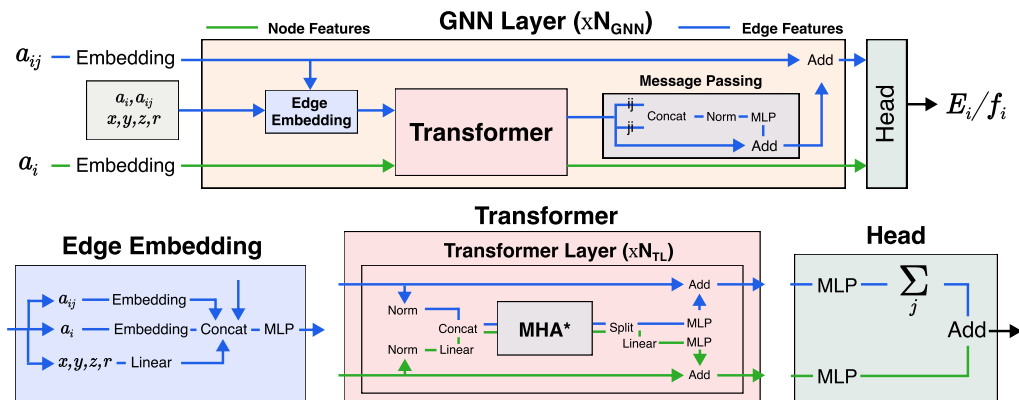 GNN Layer (xN_GNN)
Node Features
Edge Features
a_ij
Embedding
Add
a_i, a_ij
x,y,z,r
Edge
Embedding
Transformer
Message Passing
ij
ji
Concat
Norm
MLP
Add
Head
E_i/f_i
a_i
Embedding
Edge Embedding
a_ij
Embedding
a_i
Embedding
Concat
MLP
x,y,z,r
Linear
Transformer
Transformer Layer (xN_TL)
Add
Norm
Concat
MHA*
Split
MLP
Norm
Linear
Linear
MLP
Add
Head
MLP
∑
j
Add
MLP